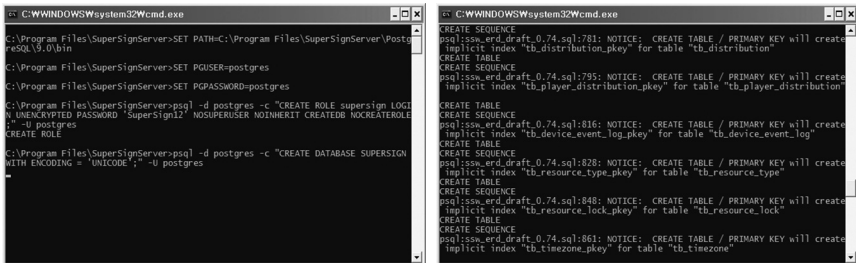 C:₩WINDOWS₩system32₩cmd.exe
C:\Program Files\SuperSignServer>SET PATH=C:\Program Files\SuperSignServer\Postg
reSQL\9.0\bin
C:\Program Files\SuperSignServer>SET PGUSER=postgres
C:\Program Files\SuperSignServer>SET PGPASSWORD=postgres
C:\Program Files\SuperSignServer>psql -d postgres -c "CREATE ROLE supersign LOGI
N UNENCRYPTED PASSWORD 'SuperSign12' NOSUPERUSER NOINHERIT CREATEDB NOCREATEROLE
;" -U postgres
CREATE ROLE
C:\Program Files\SuperSignServer>psql -d postgres -c "CREATE DATABASE SUPERSIGN
WITH ENCODING = 'UNICODE';" -U postgres
C:₩WINDOWS₩system32₩cmd.exe
CREATE SEQUENCE
psql:ssw_erd_draft_0.74.sql:781: NOTICE:  CREATE TABLE / PRIMARY KEY will create
implicit index "tb_distribution_pkey" for table "tb_distribution"
CREATE TABLE
CREATE SEQUENCE
psql:ssw_erd_draft_0.74.sql:795: NOTICE:  CREATE TABLE / PRIMARY KEY will create
implicit index "tb_player_distribution_pkey" for table "tb_player_distribution"
CREATE TABLE
CREATE SEQUENCE
psql:ssw_erd_draft_0.74.sql:816: NOTICE:  CREATE TABLE / PRIMARY KEY will create
implicit index "tb_device_event_log_pkey" for table "tb_device_event_log"
CREATE TABLE
CREATE SEQUENCE
psql:ssw_erd_draft_0.74.sql:828: NOTICE:  CREATE TABLE / PRIMARY KEY will create
implicit index "tb_resource_type_pkey" for table "tb_resource_type"
CREATE TABLE
CREATE SEQUENCE
psql:ssw_erd_draft_0.74.sql:848: NOTICE:  CREATE TABLE / PRIMARY KEY will create
implicit index "tb_resource_lock_pkey" for table "tb_resource_lock"
CREATE TABLE
CREATE SEQUENCE
psql:ssw_erd_draft_0.74.sql:861: NOTICE:  CREATE TABLE / PRIMARY KEY will create
implicit index "tb_timezone_pkey" for table "tb_timezone"